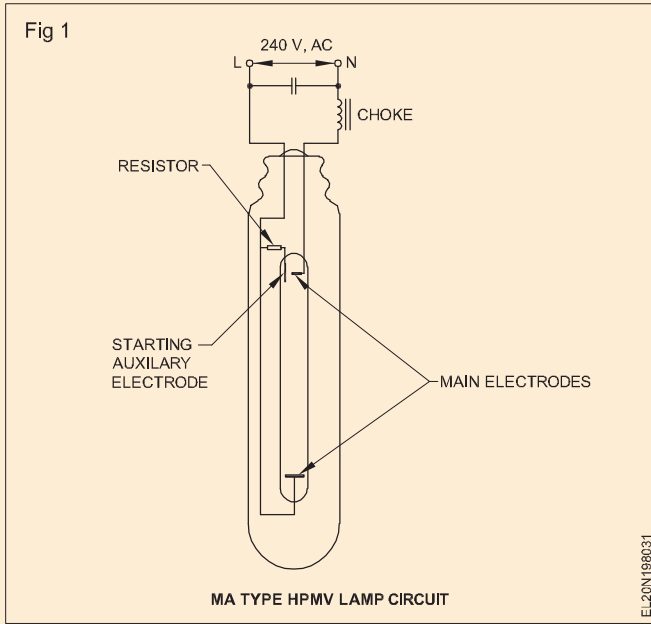 Fig 1
240 V, AC
L
N
CHOKE
RESISTOR
STARTING
AUXILARY
ELECTRODE
MAIN ELECTRODES
MA TYPE HPMV LAMP CIRCUIT
EL20N198031